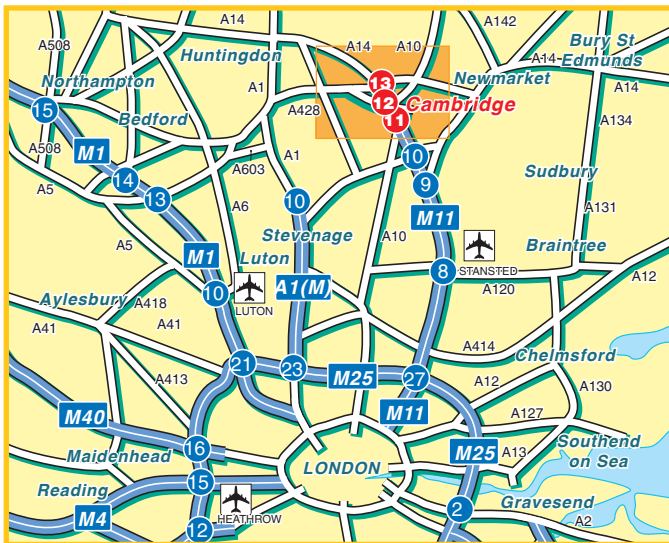 A14
A142
A508
A14
A10
Bury St
Edmunds
Huntingdon
A14
Northampton
A1
13
Newmarket
A14
15
12
Cambridge
A428
11
Bedford
A134
A508
M1
A1
10
A603
14
Sudbury
A5
13
A6
10
9
A131
M11
Stevenage
A10
A5
M1
Luton
Braintree
8
STANSTED
A12
A1(M)
10
LUTON
A120
Aylesbury
A418
A41
A41
A414
Chelmsford
21
23
M25
27
A12
A413
A130
M40
M11
A127
16
Southend
on Sea
Maidenhead
LONDON
M25
A13
15
Reading
HEATHROW
2
Gravesend
M4
12
A2